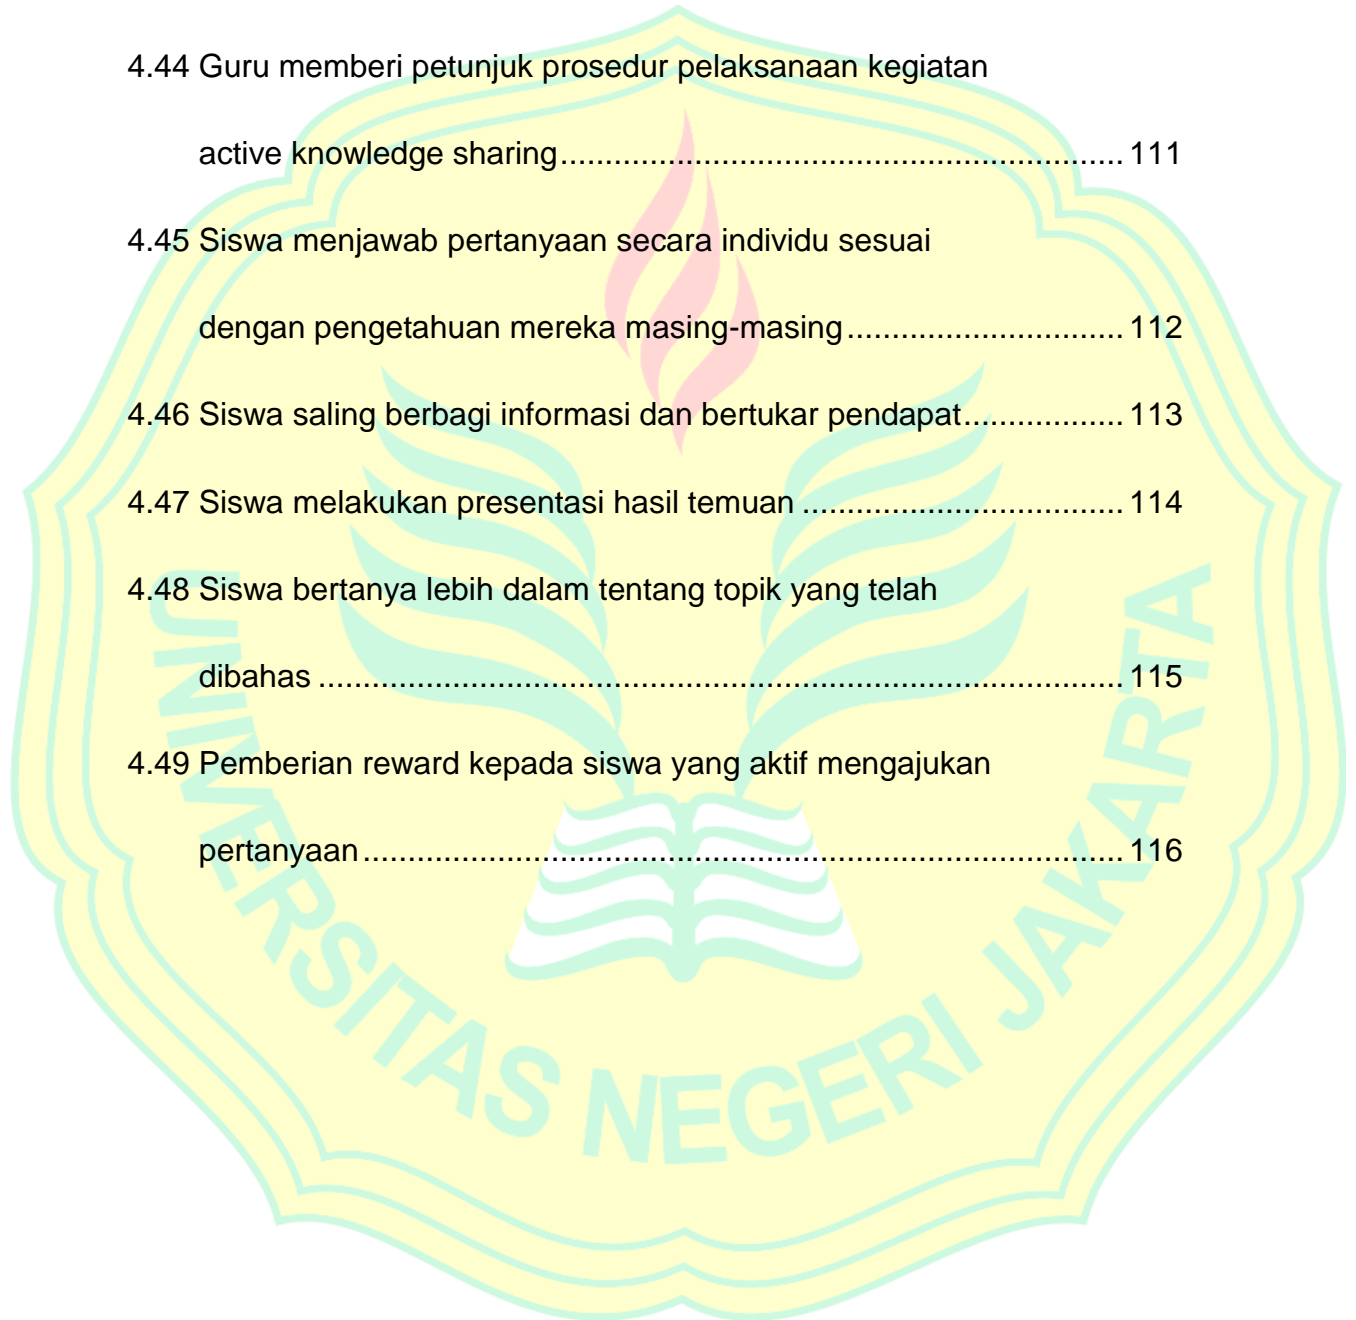 4.44 Guru memberi petunjuk prosedur pelaksanaan kegiatan
active knowledge sharing............................................................... 111
4.45 Siswa menjawab pertanyaan secara individu sesuai
dengan pengetahuan mereka masing-masing............................... 112
4.46 Siswa saling berbagi informasi dan bertukar pendapat.................. 113
4.47 Siswa melakukan presentasi hasil temuan .................................... 114
4.48 Siswa bertanya lebih dalam tentang topik yang telah
dibahas .......................................................................................... 115
4.49 Pemberian reward kepada siswa yang aktif mengajukan
pertanyaan..................................................................................... 116
UNIVERSITAS NEGERI JAKARTA